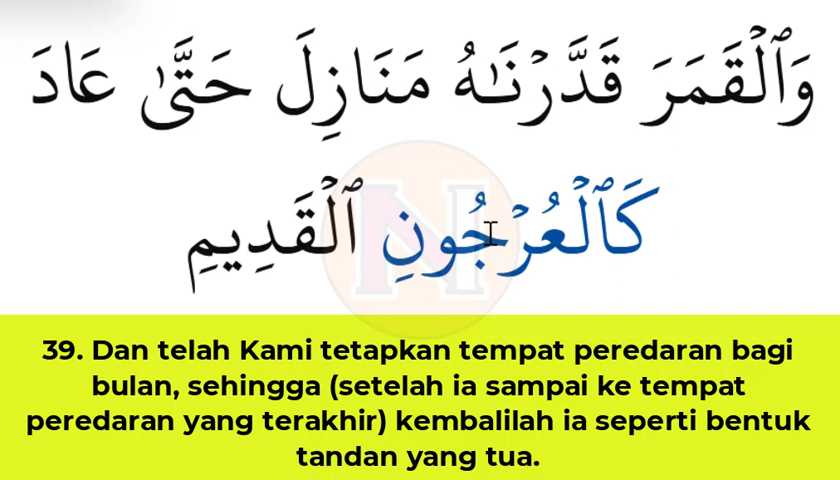 وَٱلۡقَمَرَ قَدَّرۡنَـٰهُ مَنَازِلَ حَتَّىٰ عَادَ
كَٱلۡعُرۡجُونِ ٱلۡقَدِيمِ
39. Dan telah Kami tetapkan tempat peredaran bagi
bulan, sehingga (setelah ia sampai ke tempat
peredaran yang terakhir) kembalilah ia seperti bentuk
tandan yang tua.